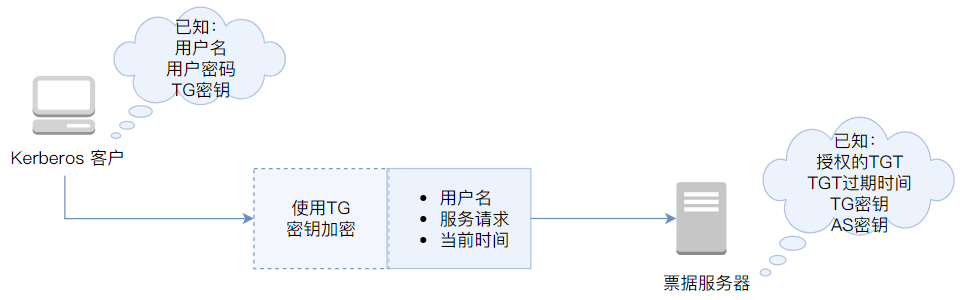 已知：
用户名
用户密码
TG密钥
Kerberos 客户
使用TG
密钥加密
• 用户名
• 服务请求
• 当前时间
已知：
授权的TGT
TGT过期时间
TG密钥
AS密钥
票据服务器